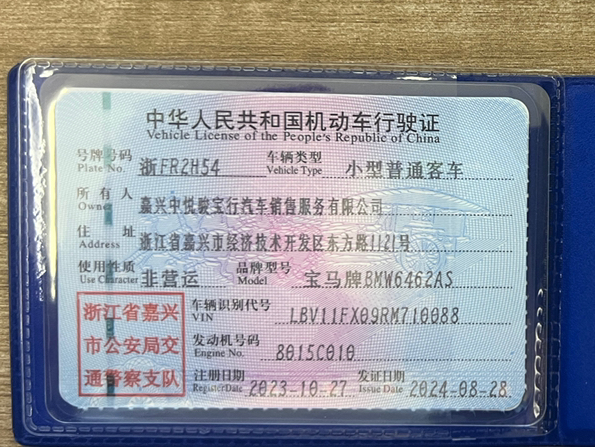 中华人民共和国机动车行驶证
Vehicle License of the People's Republic of China
号牌号码 Plate No. 浙FR2H54 车辆类型 Vehicle Type 小型普通客车
所有人 Owner 嘉兴中悦骏宝行汽车销售服务有限公司
住址 Address 浙江省嘉兴市经济技术开发区东方路1121号
使用性质 Use Character 非营运 品牌型号 Model 宝马牌BMW6462AS
浙江省嘉兴市公安局交通警察支队
车辆识别代号 VIN LBV11FX09RM710088
发动机号码 Engine No. 8015C010
注册日期 RegisterDate 2023-10-27 发证日期 Issue Date 2024-08-28